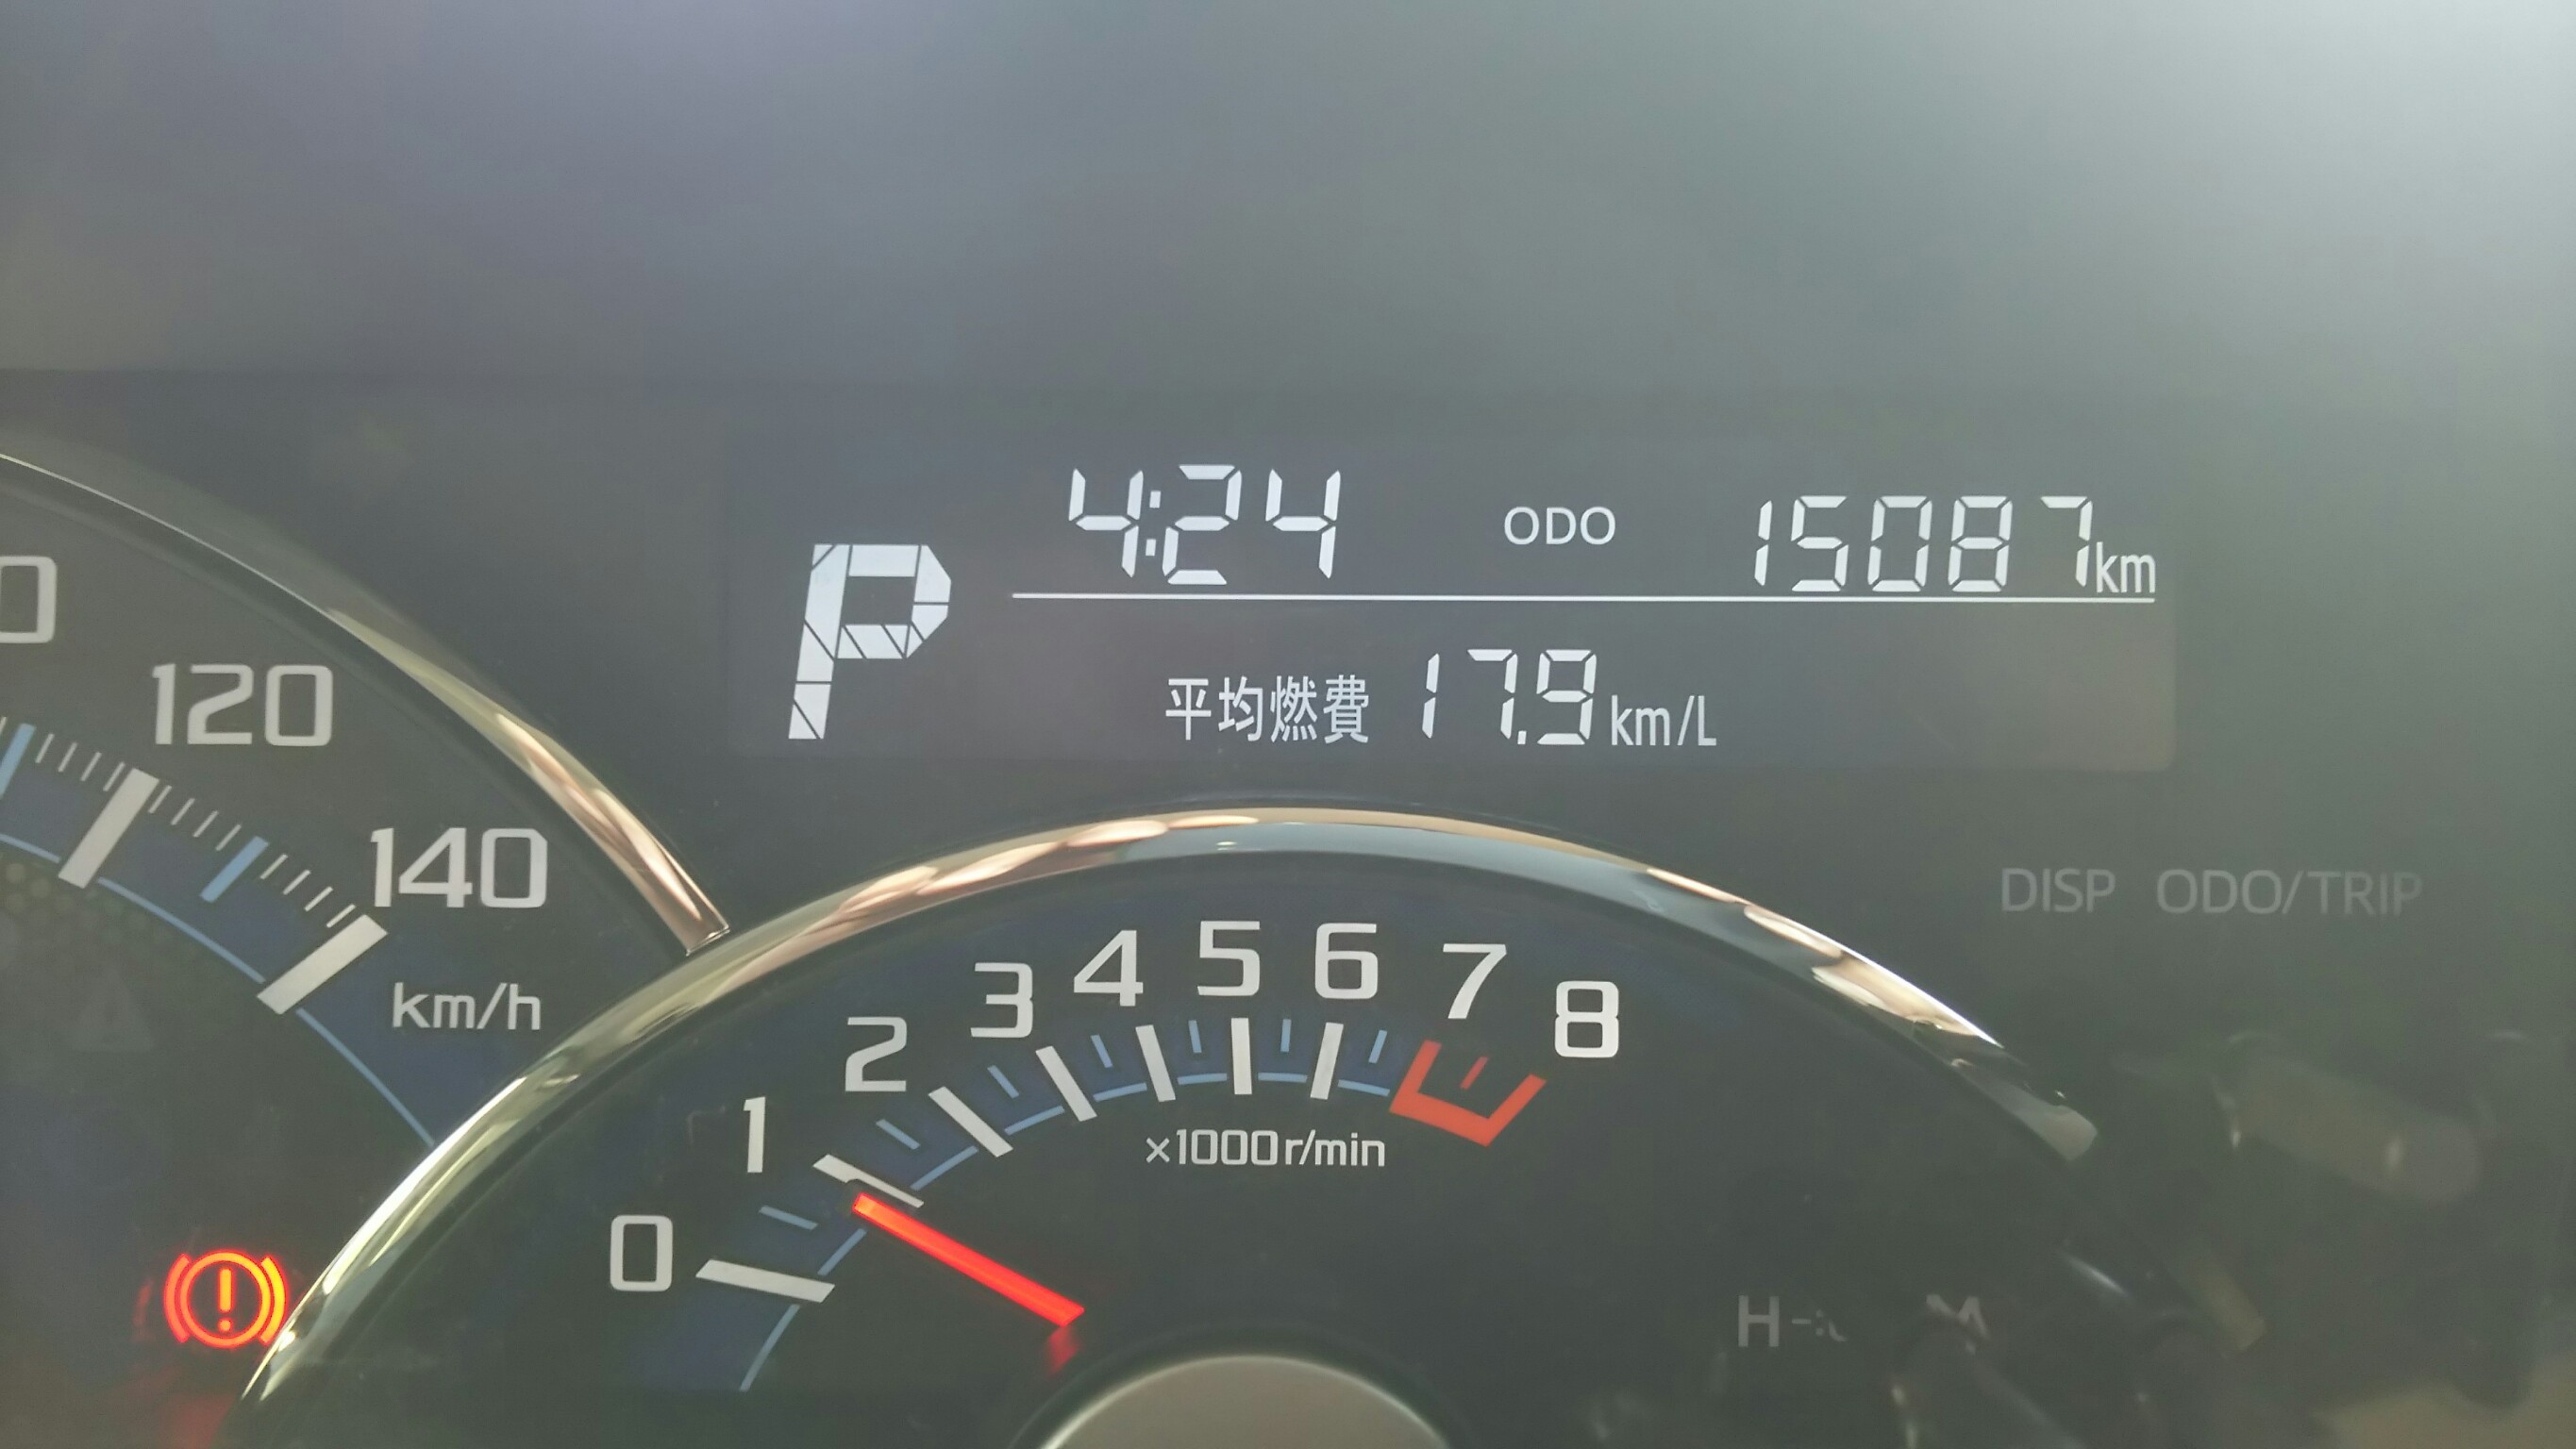 4:24 ODO 15087km
P
平均燃費 17.9km/L
120
140
km/h
DISP ODO/TRIP
0 1 2 3 4 5 6 7 8
×1000r/min